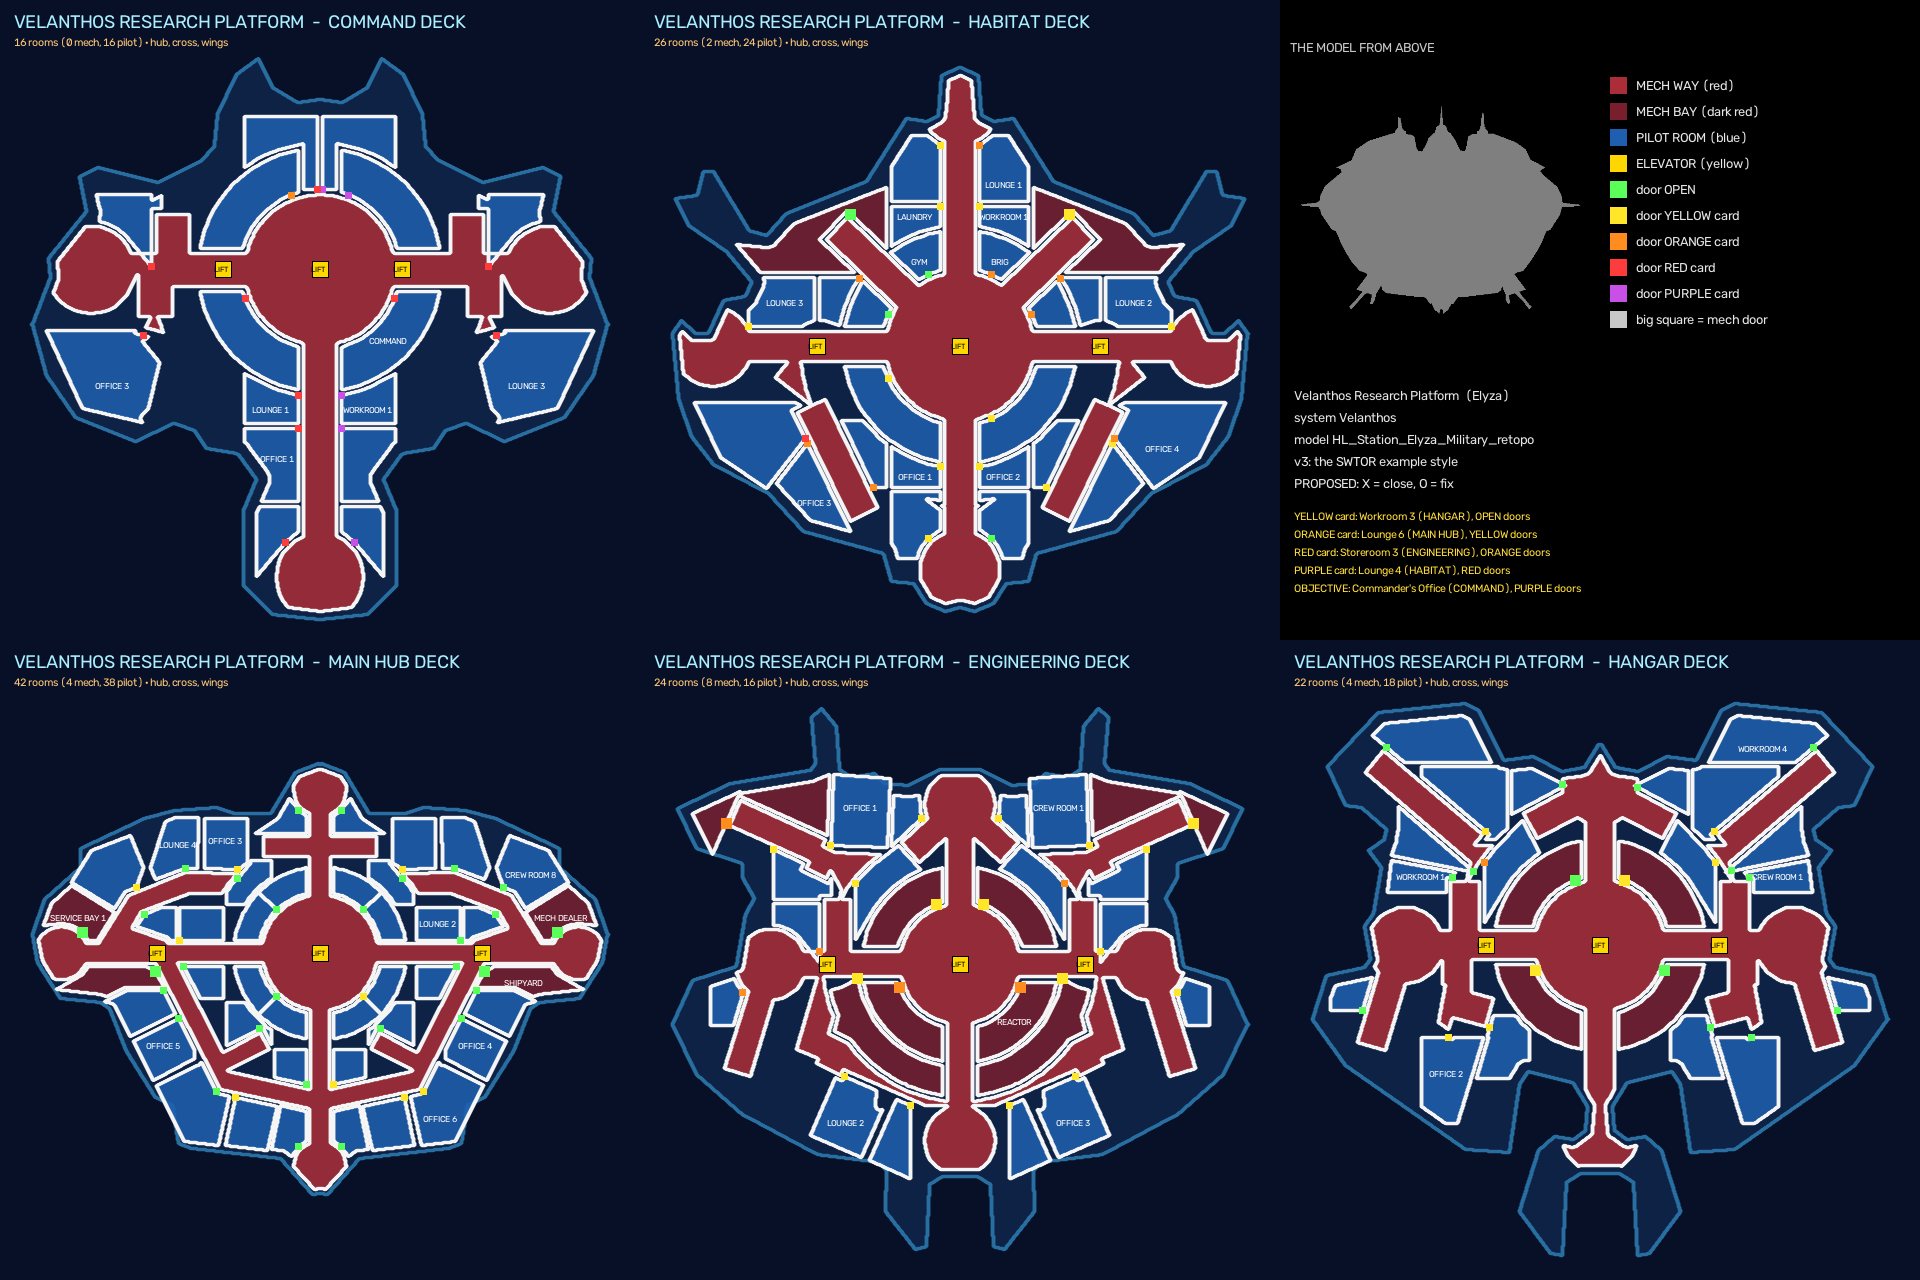 VELANTHOS RESEARCH PLATFORM - COMMAND DECK
16 rooms (0 mech, 16 pilot) • hub, cross, wings
LIFT
LIFT
LIFT
COMMAND
OFFICE 3
LOUNGE 3
LOUNGE 1
WORKROOM 1
OFFICE 1
VELANTHOS RESEARCH PLATFORM - HABITAT DECK
26 rooms (2 mech, 24 pilot) • hub, cross, wings
LOUNGE 1
LAUNDRY
WORKROOM 1
GYM
BRIG
LOUNGE 3
LOUNGE 2
LIFT
LIFT
LIFT
OFFICE 4
OFFICE 1
OFFICE 2
OFFICE 3
THE MODEL FROM ABOVE
MECH WAY (red)
MECH BAY (dark red)
PILOT ROOM (blue)
ELEVATOR (yellow)
door OPEN
door YELLOW card
door ORANGE card
door RED card
door PURPLE card
big square = mech door
Velanthos Research Platform (Elyza)
system Velanthos
model HL_Station_Elyza_Military_retopo
v3: the SWTOR example style
PROPOSED: X = close, O = fix
YELLOW card: Workroom 3 (HANGAR), OPEN doors
ORANGE card: Lounge 6 (MAIN HUB), YELLOW doors
RED card: Storeroom 3 (ENGINEERING), ORANGE doors
PURPLE card: Lounge 4 (HABITAT), RED doors
OBJECTIVE: Commander's Office (COMMAND), PURPLE doors
VELANTHOS RESEARCH PLATFORM - MAIN HUB DECK
42 rooms (4 mech, 38 pilot) • hub, cross, wings
LOUNGE 4
OFFICE 3
CREW ROOM 8
SERVICE BAY 1
LOUNGE 2
MECH DEALER
LIFT
LIFT
LIFT
SHIPYARD
OFFICE 5
OFFICE 4
OFFICE 6
VELANTHOS RESEARCH PLATFORM - ENGINEERING DECK
24 rooms (8 mech, 16 pilot) • hub, cross, wings
OFFICE 1
CREW ROOM 1
LIFT
LIFT
LIFT
REACTOR
LOUNGE 2
OFFICE 3
VELANTHOS RESEARCH PLATFORM - HANGAR DECK
22 rooms (4 mech, 18 pilot) • hub, cross, wings
WORKROOM 4
WORKROOM 1
CREW ROOM 1
LIFT
LIFT
LIFT
OFFICE 2